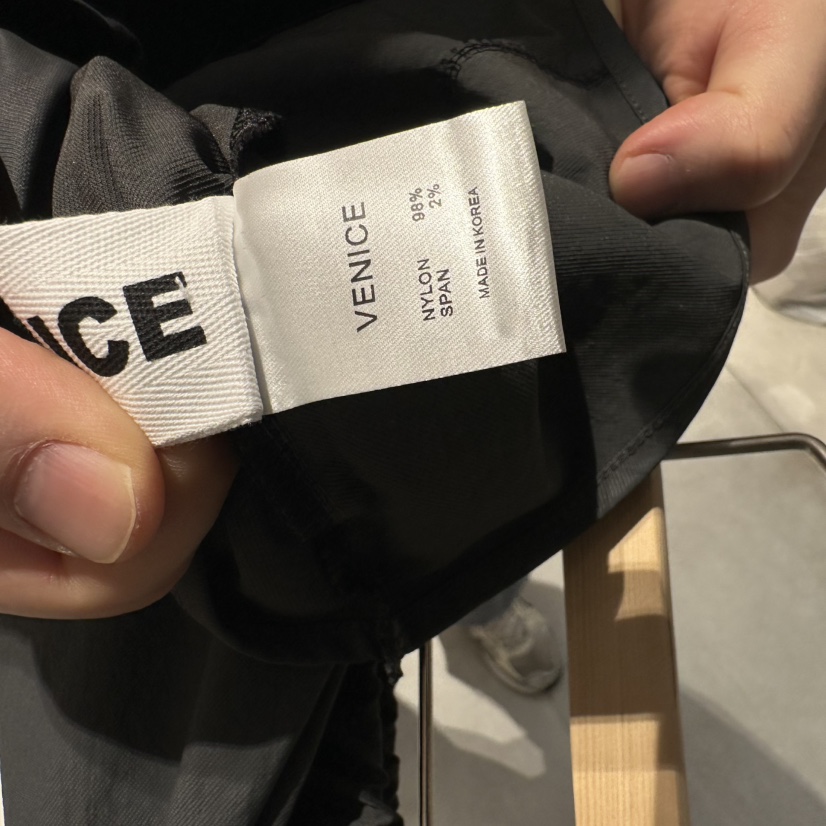 ICE
VENICE
NYLON 98%
SPAN 2%
MADE IN KOREA